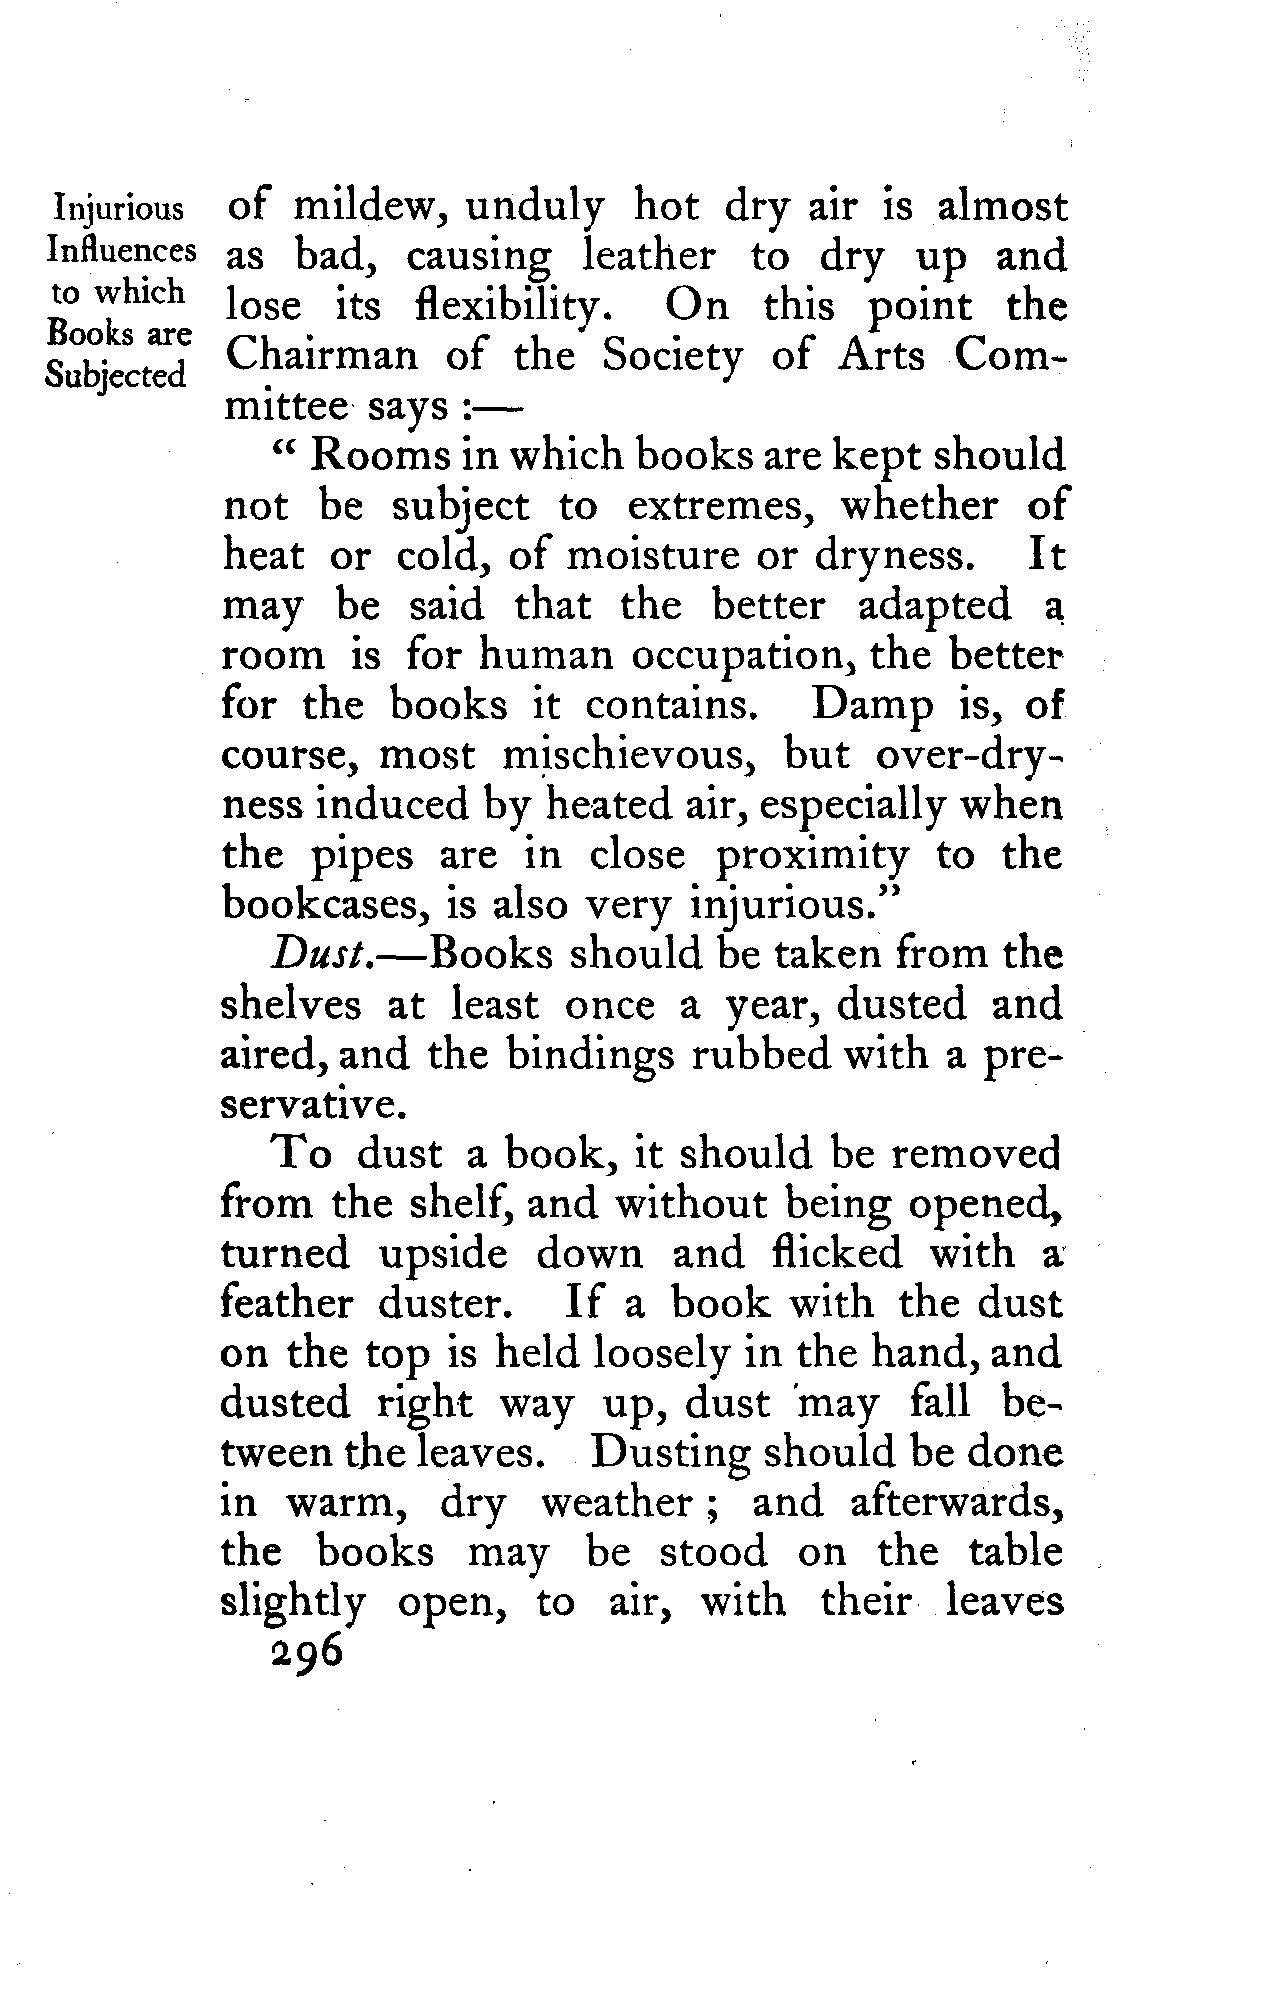 Injurious
Influences
to which
Books are
Subjected
of mildew, unduly hot dry air is almost
as bad, causing leather to dry up and
lose its flexibility. On this point the
Chairman of the Society of Arts Com-
mittee says :—
“ Rooms in which books are kept should
not be subject to extremes, whether of
heat or cold, of moisture or dryness. It
may be said that the better adapted a
room is for human occupation, the better
for the books it contains. Damp is, of
course, most mischievous, but over-dry-
ness induced by heated air, especially when
the pipes are in close proximity to the
bookcases, is also very injurious.”
Dust.—Books should be taken from the
shelves at least once a year, dusted and
aired, and the bindings rubbed with a pre-
servative.
To dust a book, it should be removed
from the shelf, and without being opened,
turned upside down and flicked with a
feather duster. If a book with the dust
on the top is held loosely in the hand, and
dusted right way up, dust may fall be-
tween the leaves. Dusting should be done
in warm, dry weather ; and afterwards,
the books may be stood on the table
slightly open, to air, with their leaves
296